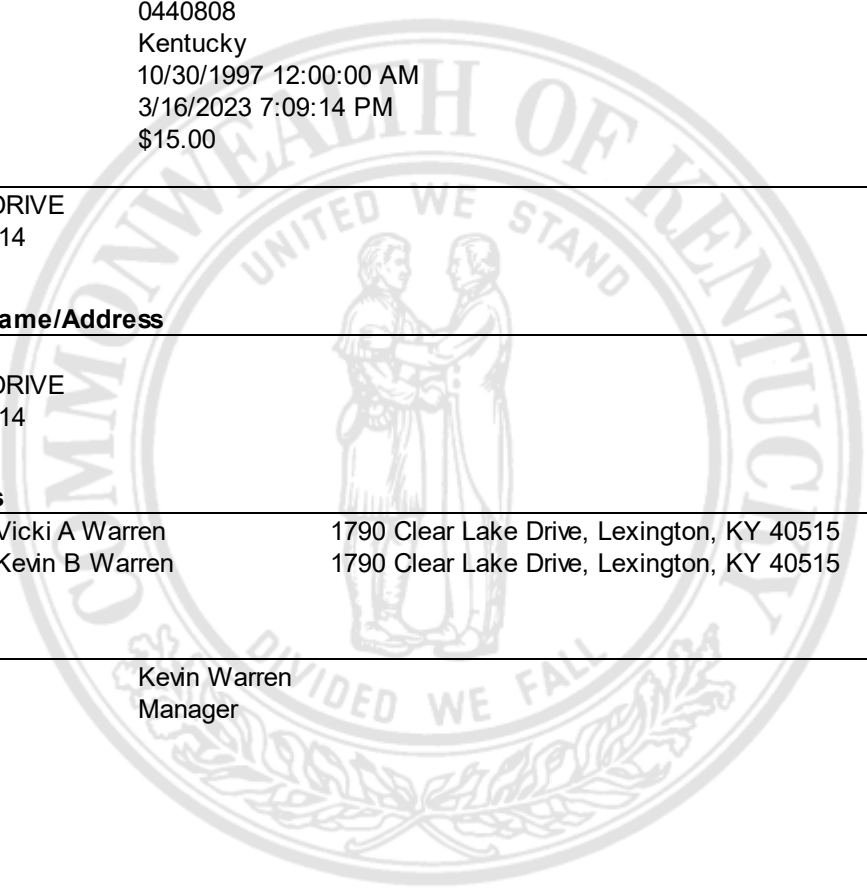 0440808
Kentucky
10/30/1997 12:00:00 AM
3/16/2023 7:09:14 PM
$15.00
DRIVE
14
ame/Address
DRIVE
14
s
Vicki A Warren 1790 Clear Lake Drive, Lexington, KY 40515
Kevin B Warren 1790 Clear Lake Drive, Lexington, KY 40515
Kevin Warren
Manager
COMMONWEALTH OF KENTUCKY
UNITED WE STAND
DIVIDED WE FALL